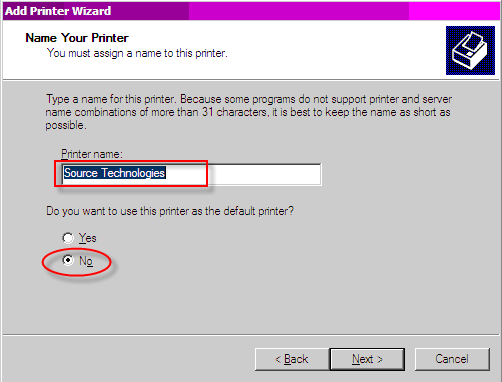 Add Printer Wizard
Name Your Printer
You must assign a name to this printer.
Type a name for this printer. Because some programs do not support printer and server
name combinations of more than 31 characters, it is best to keep the name as short as
possible.
Printer name:
Source Technologies
Do you want to use this printer as the default printer?
Yes
No
< Back
Next >
Cancel